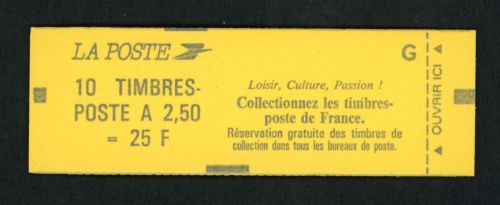 LA POSTE
10 TIMBRES-
POSTE A 2,50
= 25 F
G
Loisir, Culture, Passion !
Collectionnez les timbres-
poste de France.
Réservation gratuite des timbres de
collection dans tous les bureaux de poste.
OUVRIR ICI